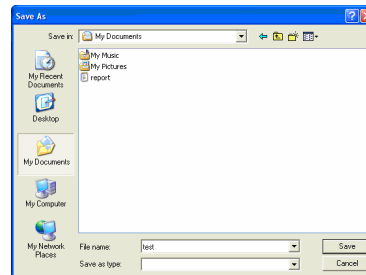 Save As
Save in:
My Documents
My Music
My Pictures
report
My Recent
Documents
Desktop
My Documents
My Computer
My Network
Places
File name:
test
Save
Save as type:
Cancel